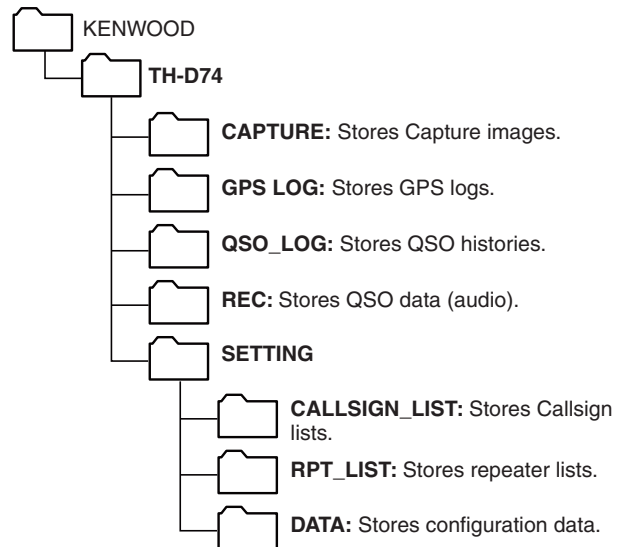 KENWOOD
TH-D74
CAPTURE: Stores Capture images.
GPS LOG: Stores GPS logs.
QSO_LOG: Stores QSO histories.
REC: Stores QSO data (audio).
SETTING
CALLSIGN_LIST: Stores Callsign
lists.
RPT_LIST: Stores repeater lists.
DATA: Stores configuration data.